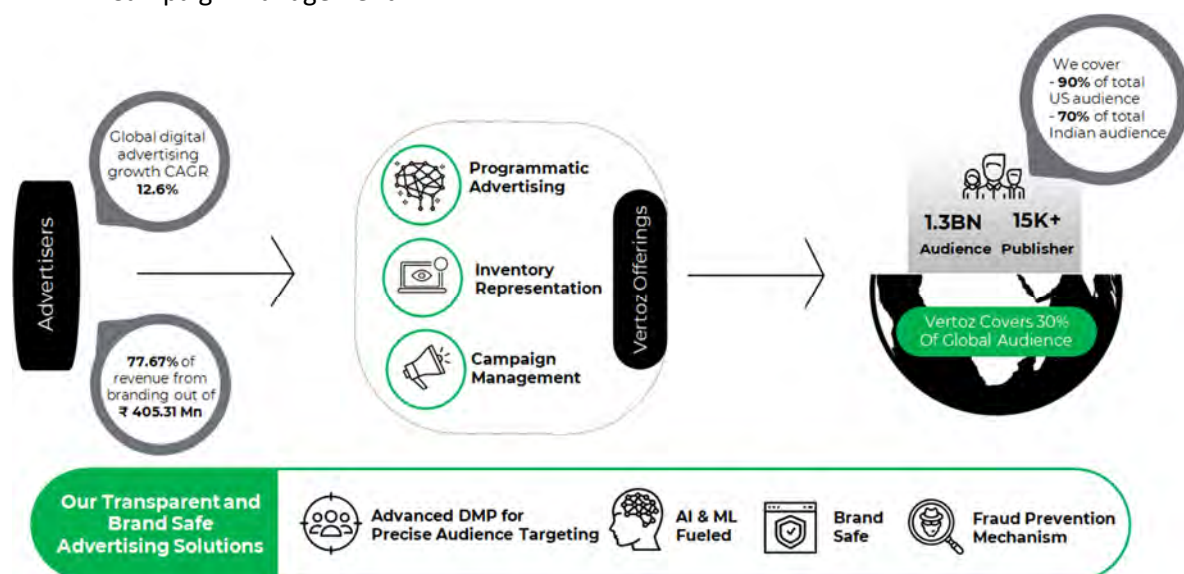 Campaign Management
Global digital
advertising
growth CAGR
12.6%
Advertisers
77.67% of
revenue from
branding out of
₹ 405.31 Mn
Programmatic
Advertising
Inventory
Representation
Campaign
Management
Vertoz Offerings
We cover
- 90% of total
US audience
- 70% of total
Indian audience
1.3BN 15K+
Audience Publisher
Vertoz Covers 30%
Of Global Audience
Our Transparent and
Brand Safe
Advertising Solutions
Advanced DMP for
Precise Audience Targeting
AI & ML
Fueled
Brand
Safe
Fraud Prevention
Mechanism